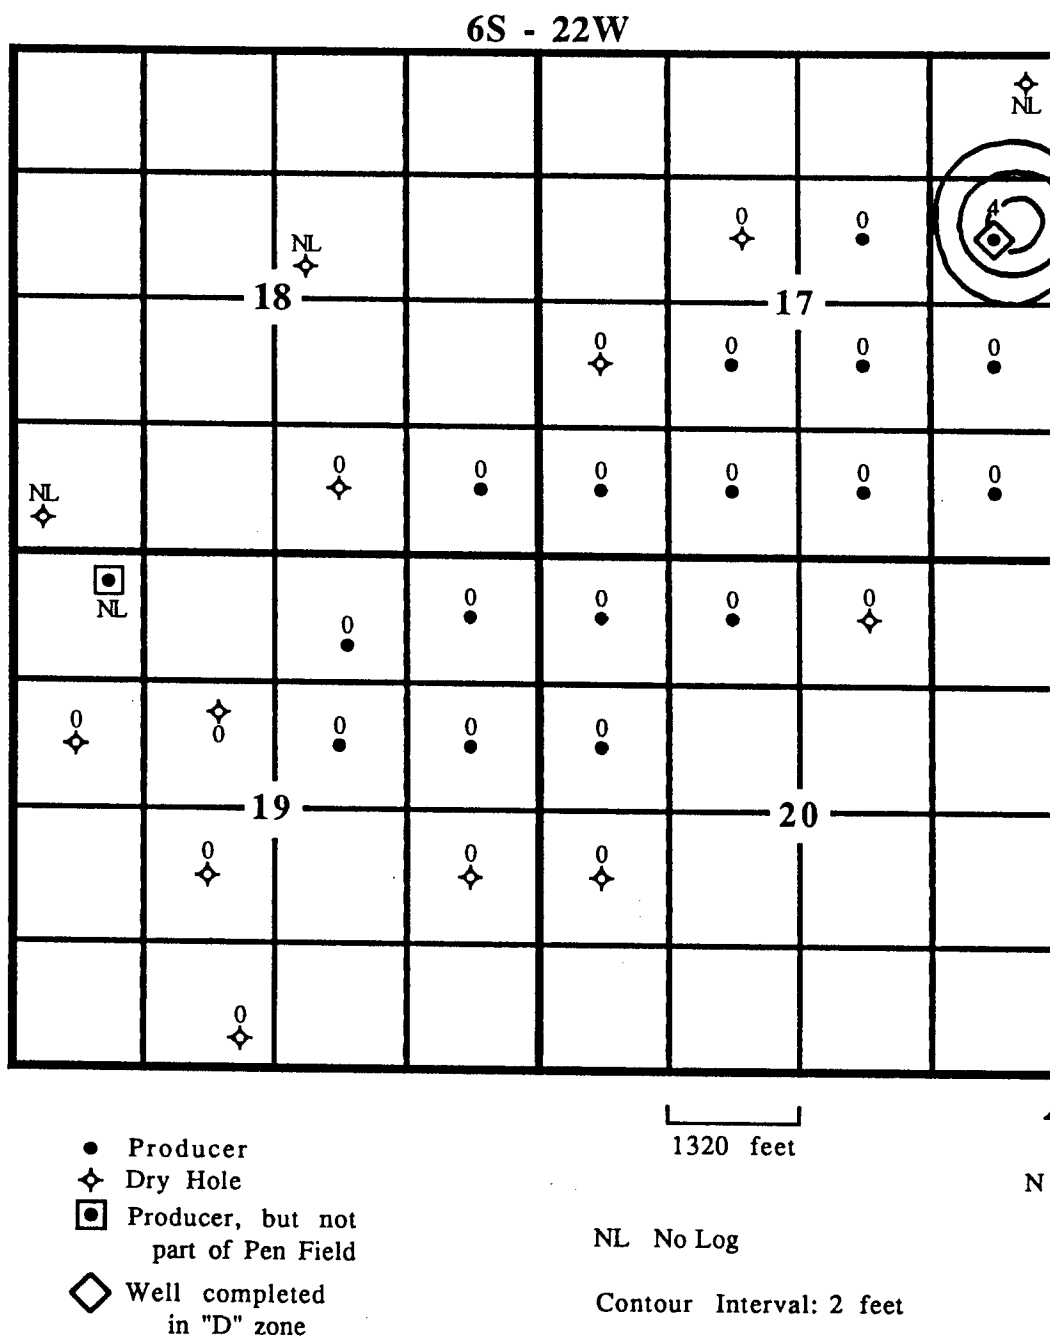 6S - 22W
NL
4
0 0
NL
18 17
0 0 0 0
0 0 0 0 0 0
NL
NL
0 0 0 0
0
0 0 0 0
0
19 20
0 0 0
0
1320 feet
Producer
Dry Hole
N
Producer, but not
part of Pen Field
NL No Log
Well completed
in "D" zone
Contour Interval: 2 feet